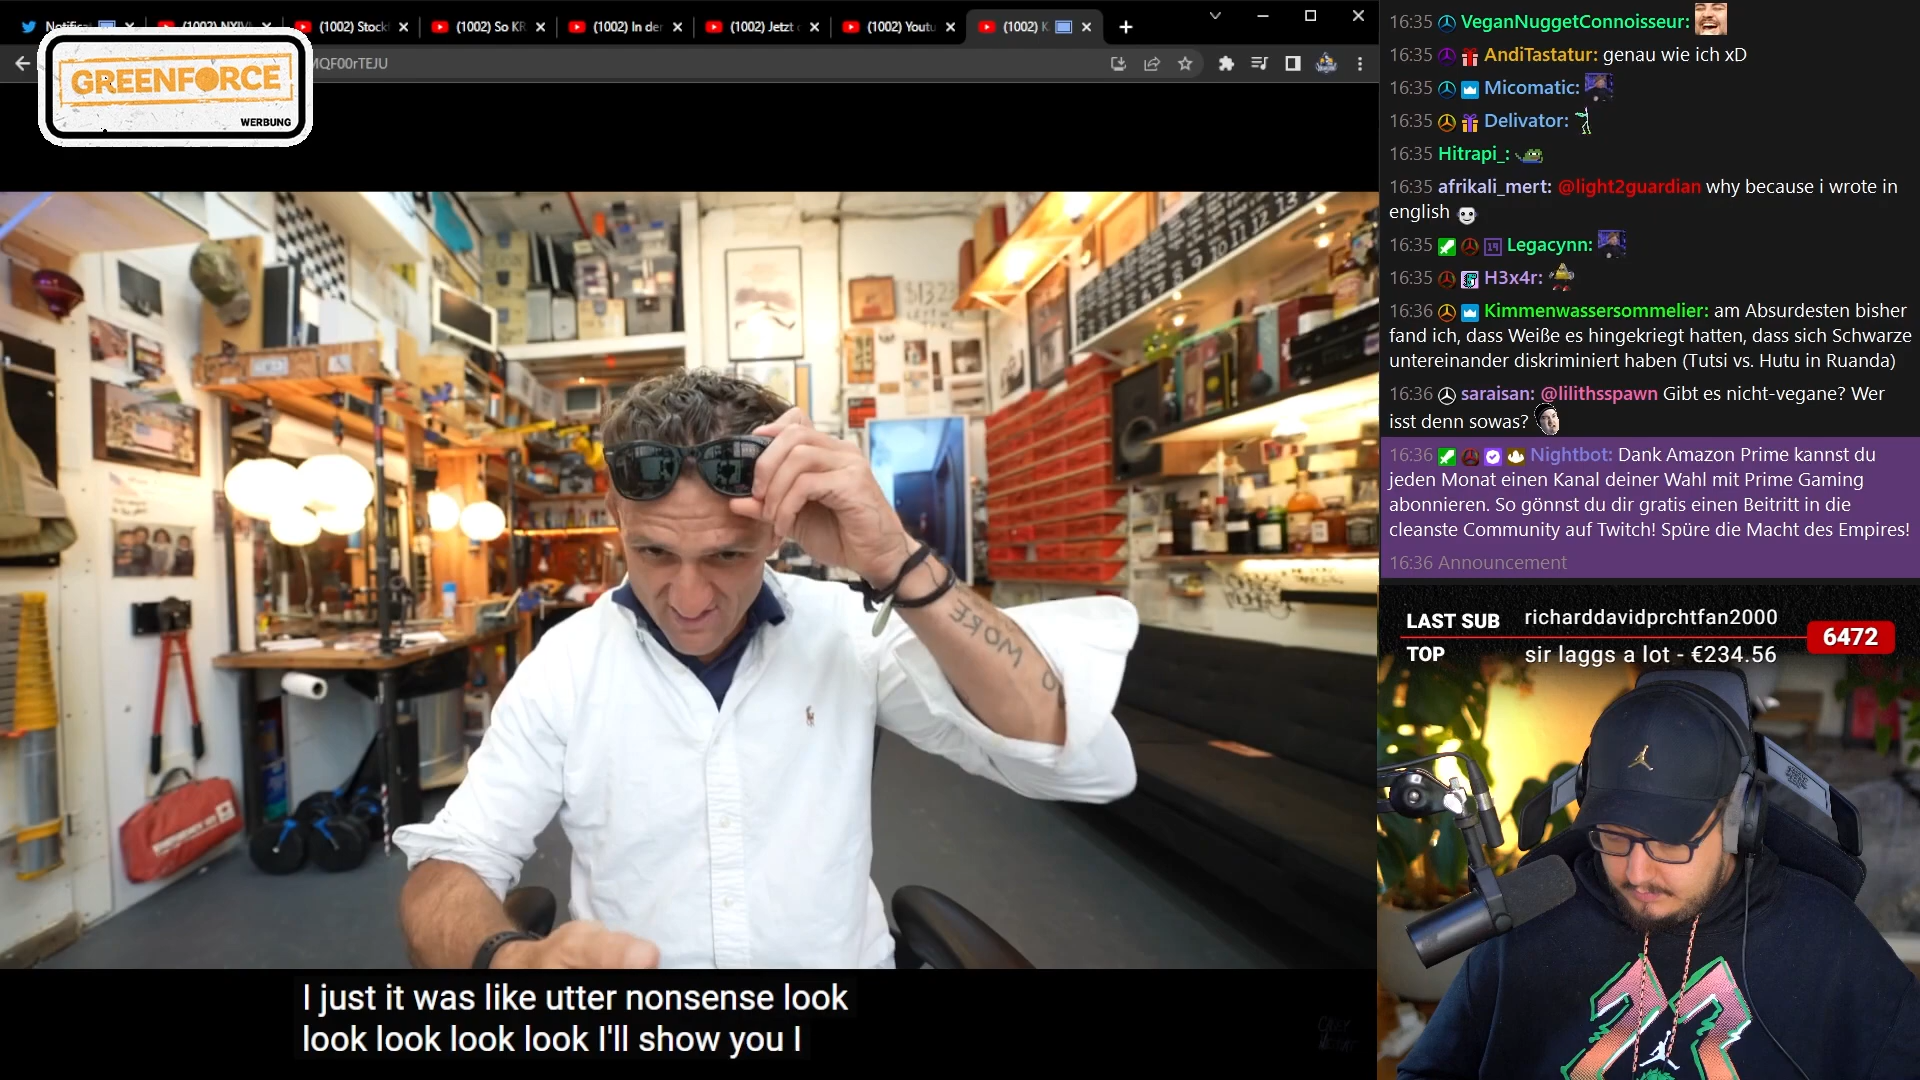 Notifica
(1002) NXIVM
(1002) Stock
(1002) So KR
(1002) In der
(1002) Jetzt
(1002) Youtu
(1002) K
MQF00rTEJU
GREENFORCE
WERBUNG
MORE
I just it was like utter nonsense look
look look look look I'll show you I
16:35 VeganNuggetConnoisseur:
16:35 AndiTastatur: genau wie ich xD
16:35 Micomatic:
16:35 Delivator:
16:35 Hitrapi_:
16:35 afrikali_mert: @light2guardian why because i wrote in
english
16:35 Legacynn:
16:35 H3x4r:
16:36 Kimmenwassersommelier: am Absurdesten bisher
fand ich, dass Weiße es hingekriegt hatten, dass sich Schwarze
untereinander diskriminiert haben (Tutsi vs. Hutu in Ruanda)
16:36 saraisan: @lilithsspawn Gibt es nicht-vegane? Wer
isst denn sowas?
16:36 Nightbot: Dank Amazon Prime kannst du
jeden Monat einen Kanal deiner Wahl mit Prime Gaming
abonnieren. So gönnst du dir gratis einen Beitritt in die
cleanste Community auf Twitch! Spüre die Macht des Empires!
16:36 Announcement
LAST SUB richarddavidprchtfan2000
6472
TOP sir laggs a lot - €234.56